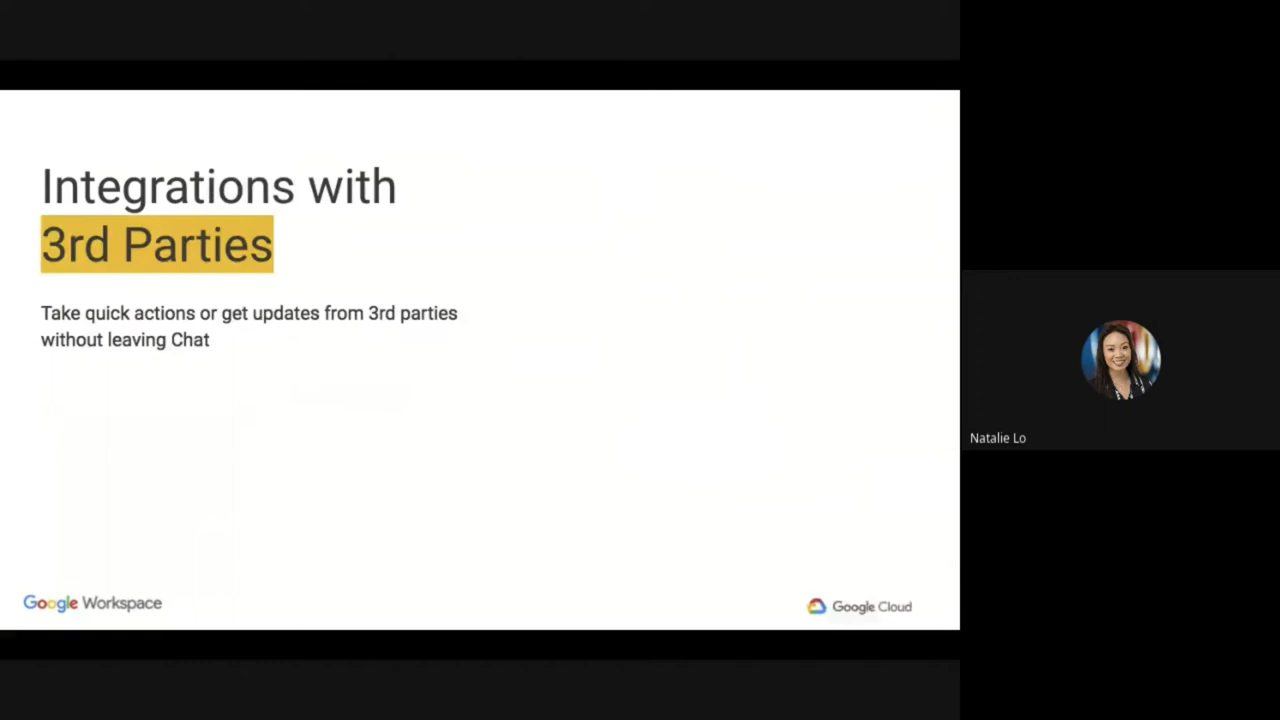 Integrations with
3rd Parties
Take quick actions or get updates from 3rd parties
without leaving Chat
Natalie Lo
Google Workspace
Google Cloud